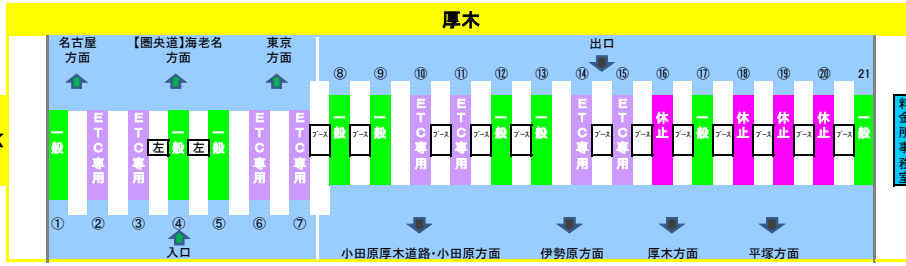 厚木
名古屋
方面
【圏央道】海老名
方面
東京
方面
出口
⑧ ⑨ ⑩ ⑪ ⑫ ⑬ ⑭ ⑮ ⑯ ⑰ ⑱ ⑲ ⑳ 21
一般 ETC専用 ETC専用 左 一般 左 一般 ETC専用 ETC専用
ブース 一般 ブース 一般 ETC専用 ブース ETC専用 ブース 一般 ブース 一般 ETC専用 ブース ETC専用 ブース 休止 ブース 一般 ブース 休止 ブース 休止 ブース 休止 ブース 一般
料金所事務室
① ② ③ ④ ⑤ ⑥ ⑦
入口
小田原厚木道路・小田原方面 伊勢原方面 厚木方面 平塚方面